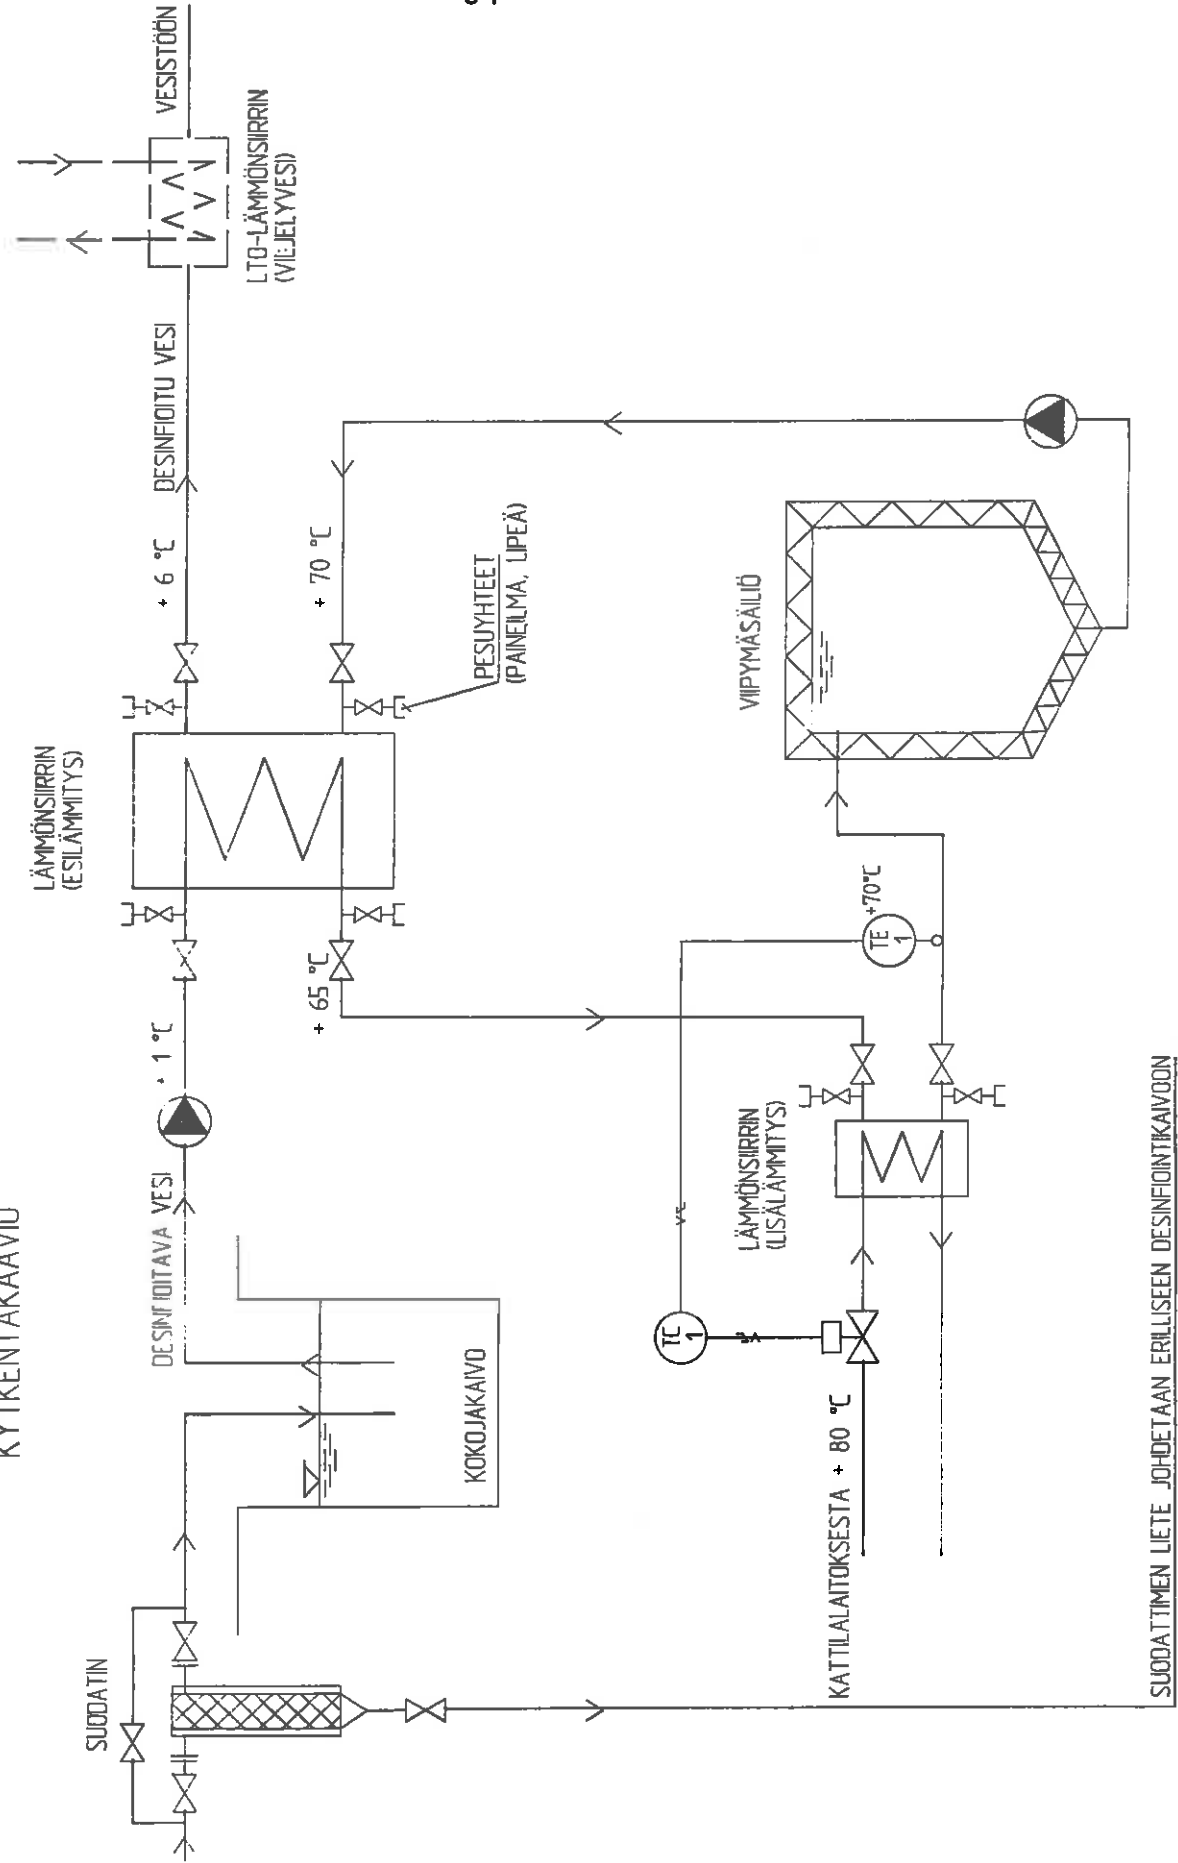 KYTKENTÄKAAVIO
SUODATIN
DESINFIOITAVA VESI
+ 1 °C
KOKOJAKAIVO
LÄMMÖNSIIRRIN
(ESILÄMMITYS)
+ 65 °C
+ 6 °C
DESINFIOITU VESI
+ 70 °C
PESUYHTEET
(PAINEILMA, LIPEÄ)
VESISTÖÖN
LTO-LÄMMÖNSIIRRIN
(VILJELYVESI)
VIIPYMÄSÄILIÖ
TE
1
+70°C
TC
1
LÄMMÖNSIIRRIN
(LISÄLÄMMITYS)
KATTILALAITOKSESTA + 80 °C
SUODATTIMEN LIETE JOHDETAAN ERILLISEEN DESINFIOINTIKAIVOON